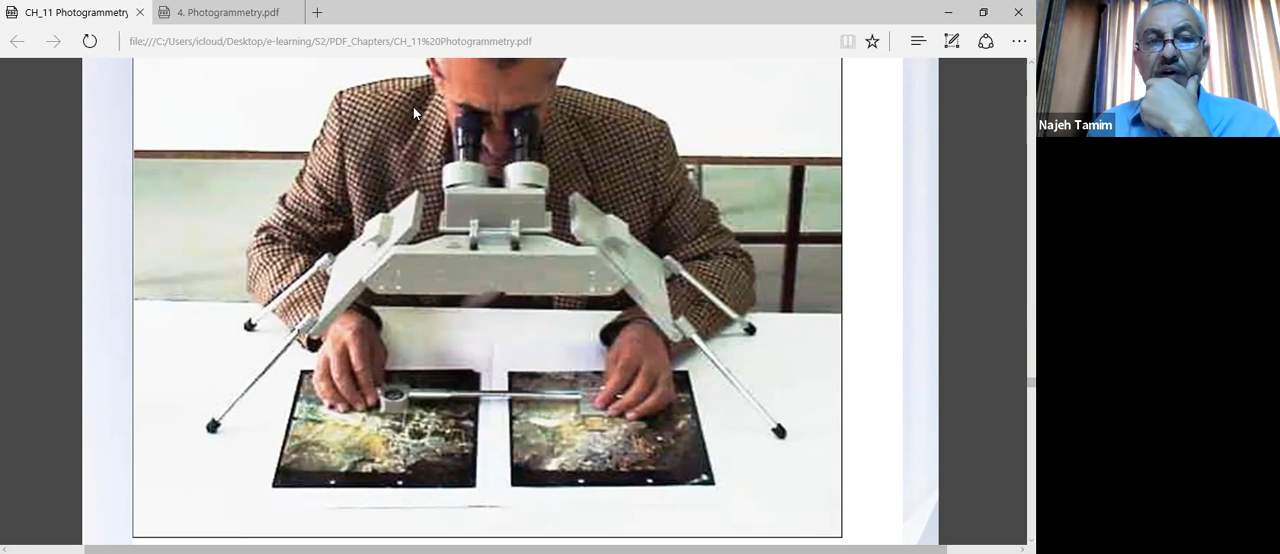 CH_11 Photogrammetry
4. Photogrammetry.pdf
file:///C:/Users/icloud/Desktop/e-learning/S2/PDF_Chapters/CH_11%20Photogrammetry.pdf
Najeh Tamim